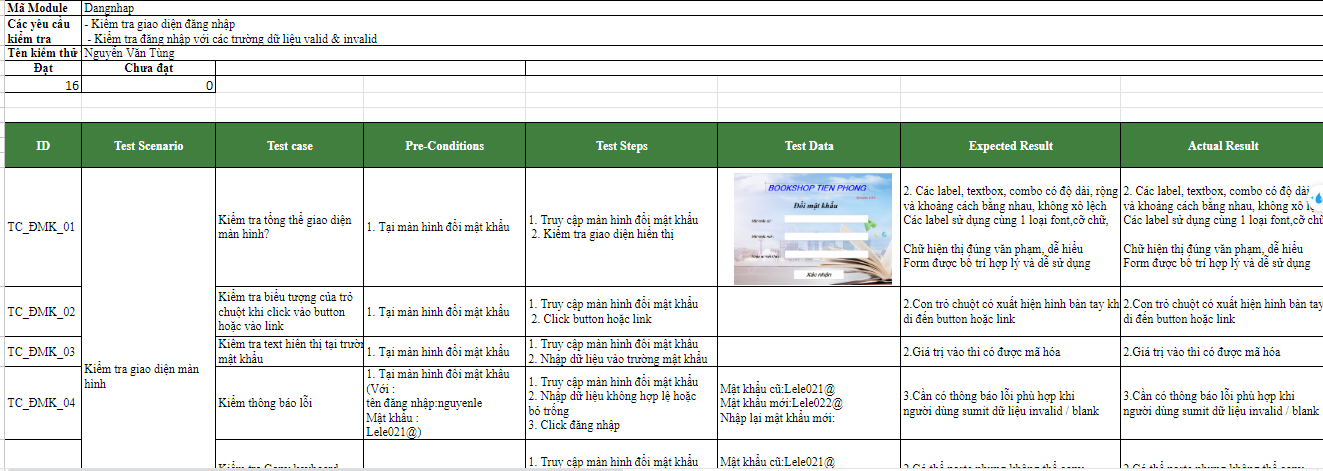 Mã Module Dangnhap
Các yêu cầu kiểm tra
- Kiểm tra giao diện đăng nhập
- Kiểm tra đăng nhập với các trường dữ liệu valid & invalid
Tên kiểm thử Nguyễn Văn Tùng
Đạt Chưa đạt
16 0
ID Test Scenario Test case Pre-Conditions Test Steps Test Data Expected Result Actual Result
TC_ĐMK_01
Kiểm tra tổng thể giao diện
màn hình?
1. Tại màn hình đổi mật khẩu
1. Truy cập màn hình đổi mật khẩu
2. Kiểm tra giao diện hiển thị
BOOKSHOP TIEN PHONG
Đổi mật khẩu
Xác nhận
2. Các label, textbox, combo có độ dài, rộng
và khoảng cách bằng nhau, không xô lệch
Các label sử dụng cùng 1 loại font,cỡ chữ,
Chữ hiện thị đúng văn phạm, dễ hiểu
Form được bố trí hợp lý và dễ sử dụng
2. Các label, textbox, combo có độ dài,
và khoảng cách bằng nhau, không xô
Các label sử dụng cùng 1 loại font,cỡ chữ
Chữ hiện thị đúng văn phạm, dễ hiểu
Form được bố trí hợp lý và dễ sử dụng
TC_ĐMK_02
Kiểm tra biểu tượng của trỏ
chuột khi click vào button
hoặc vào link
1. Tại màn hình đổi mật khẩu
1. Truy cập màn hình đổi mật khẩu
2. Click button hoặc link
2.Con trỏ chuột có xuất hiện hình bàn tay kh
di đến button hoặc link
2.Con trỏ chuột có xuất hiện hình bàn tay
di đến button hoặc link
TC_ĐMK_03
Kiểm tra text hiển thị tại trườn
mật khẩu
1. Tại màn hình đổi mật khẩu
1. Truy cập màn hình đổi mật khẩu
2. Nhập dữ liệu vào trường mật khẩu
2.Giá trị vào thì có được mã hóa
2.Giá trị vào thì có được mã hóa
Kiểm tra giao diện màn
hình
TC_ĐMK_04
Kiểm thông báo lỗi
1. Tại màn hình đổi mật khẩu
(Với :
tên đăng nhập:nguyenle
Mật khẩu :
Lele021@)
1. Truy cập màn hình đổi mật khẩu
2. Nhập dữ liệu không hợp lệ hoặc
bỏ trống
3. Click đăng nhập
Mật khẩu cũ:Lele021@
Mật khẩu mới:Lele022@
Nhập lại mật khẩu mới:
3.Cần có thông báo lỗi phù hợp khi
người dùng sumit dữ liệu invalid / blank
3.Cần có thông báo lỗi phù hợp khi
người dùng sumit dữ liệu invalid / blank
Kiểm tra Copy keyboard
1. Truy cập màn hình đổi mật khẩu
Mật khẩu cũ:Lele021@